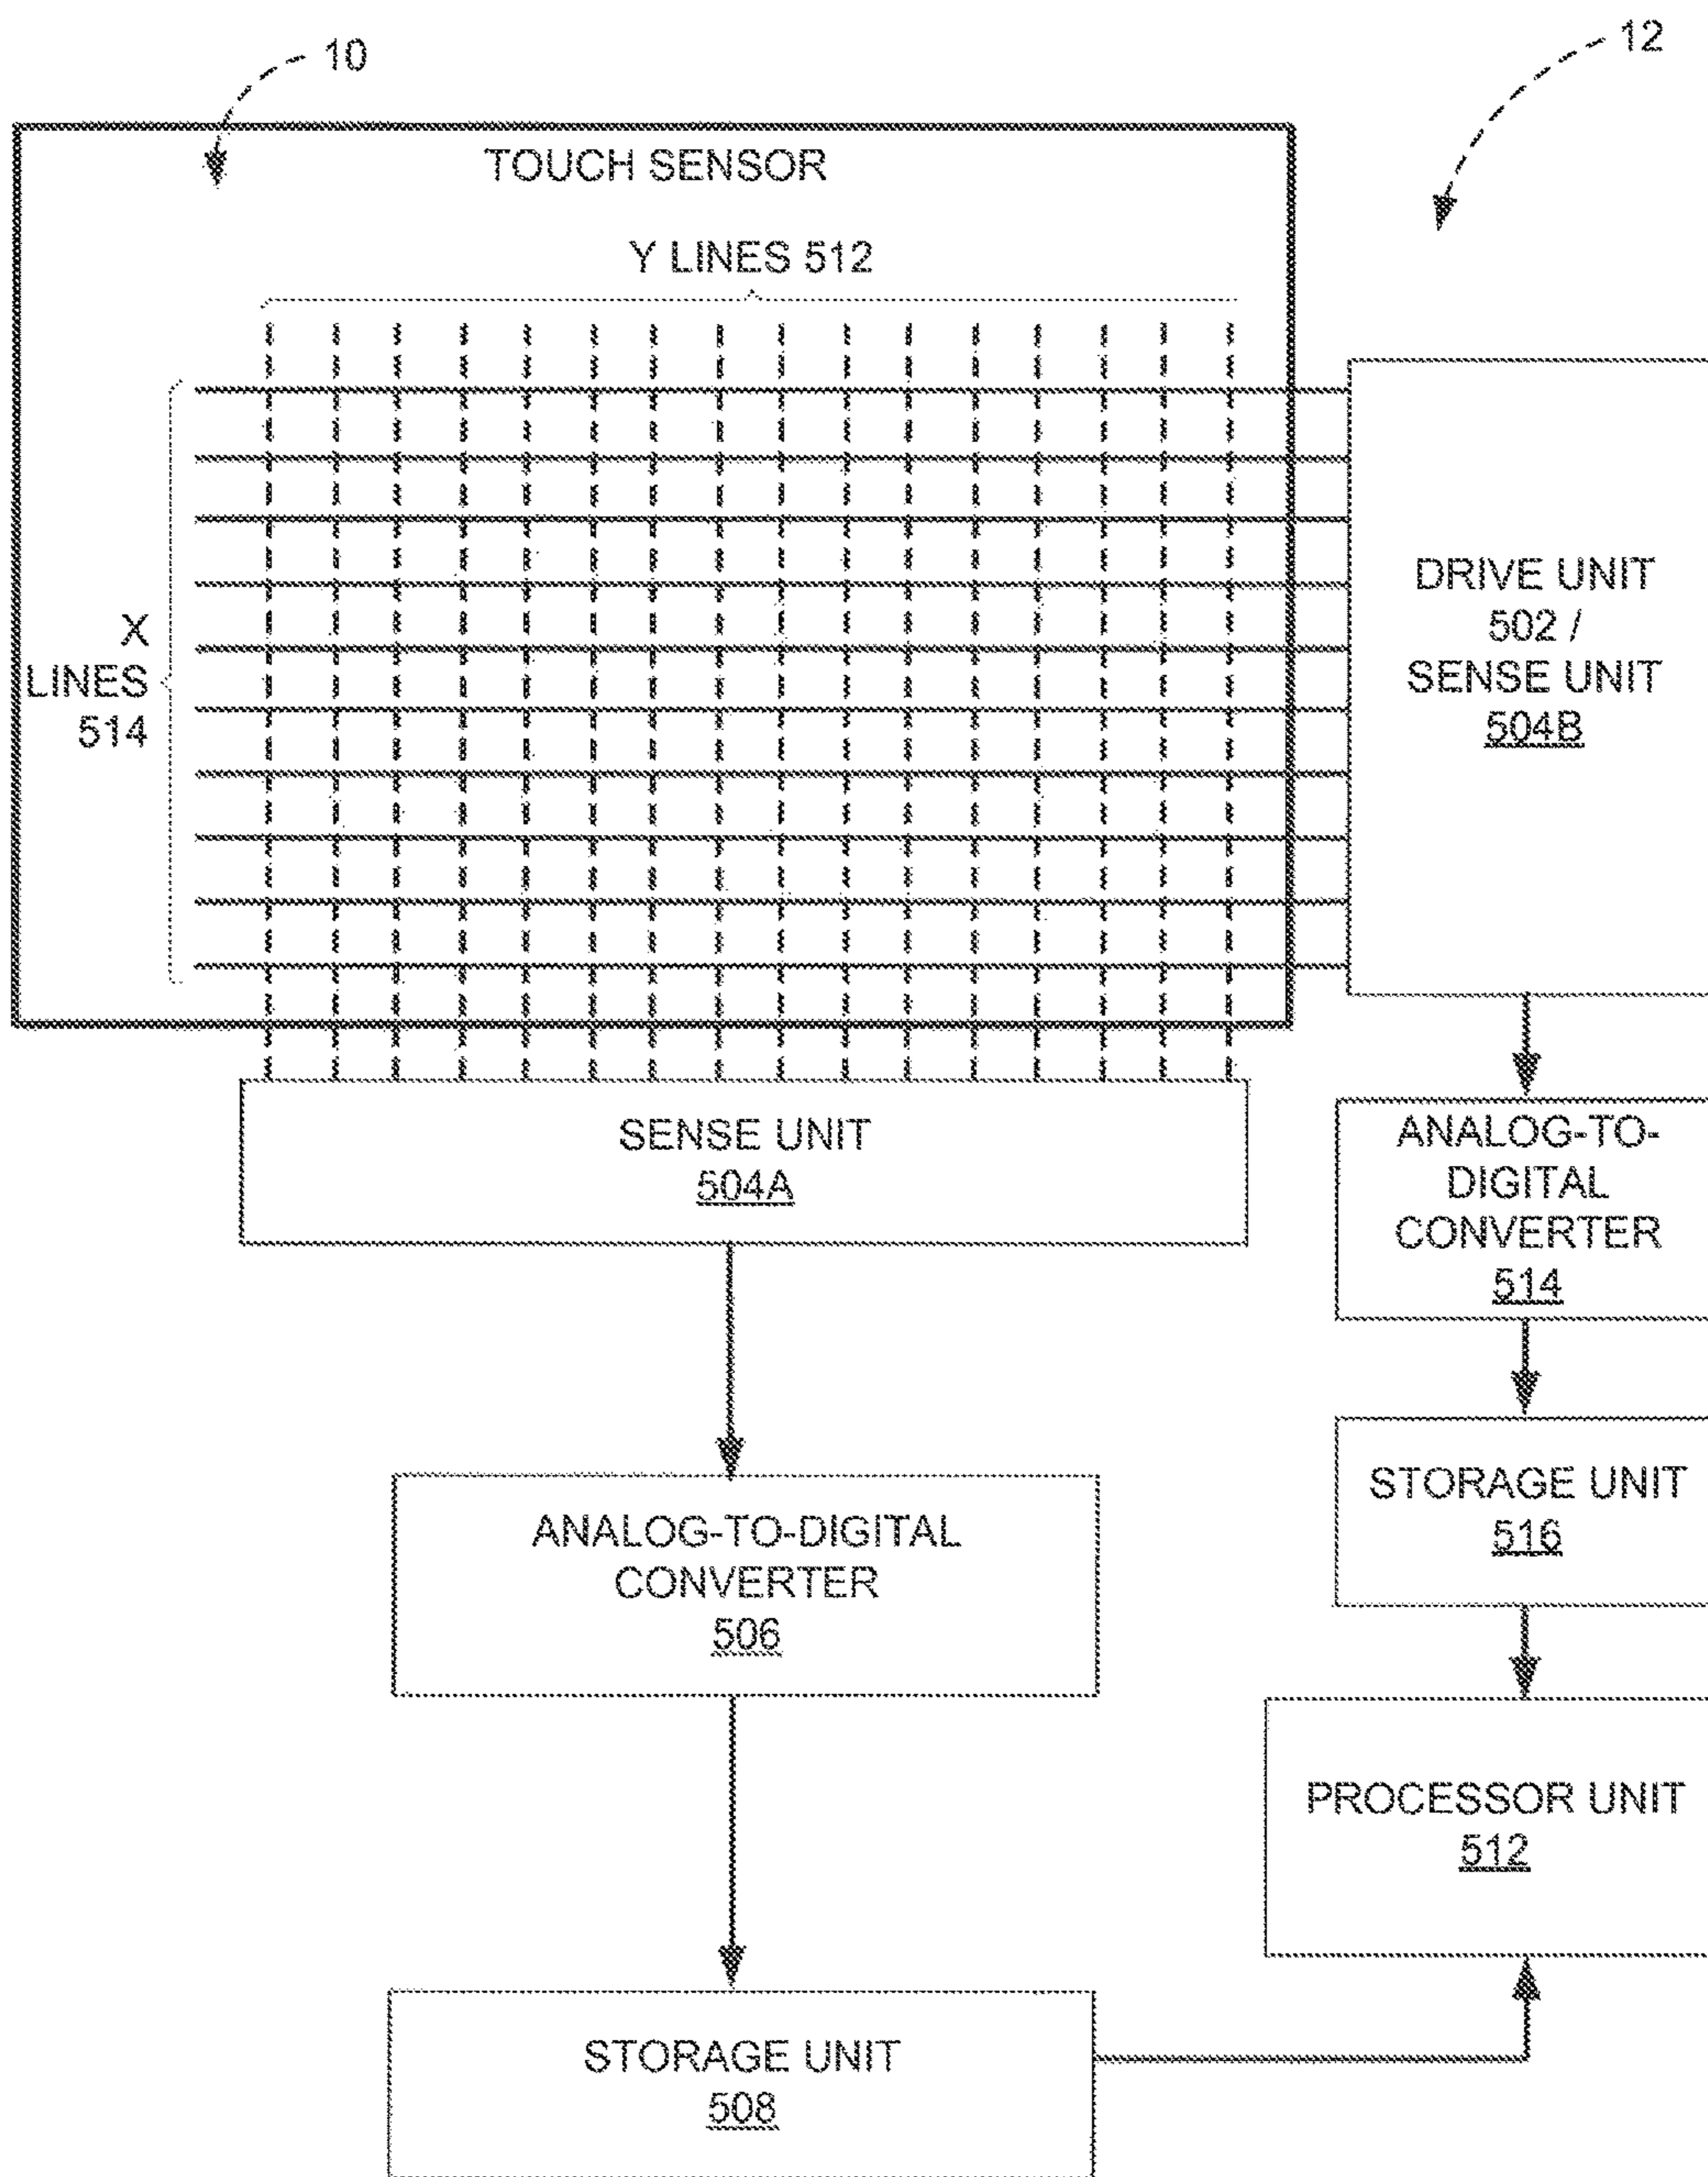 10
12
TOUCH SENSOR
Y LINES 512
X
LINES
514
DRIVE UNIT
502 /
SENSE UNIT
504B
SENSE UNIT
504A
ANALOG-TO-
DIGITAL
CONVERTER
514
STORAGE UNIT
516
ANALOG-TO-DIGITAL
CONVERTER
506
PROCESSOR UNIT
512
STORAGE UNIT
508